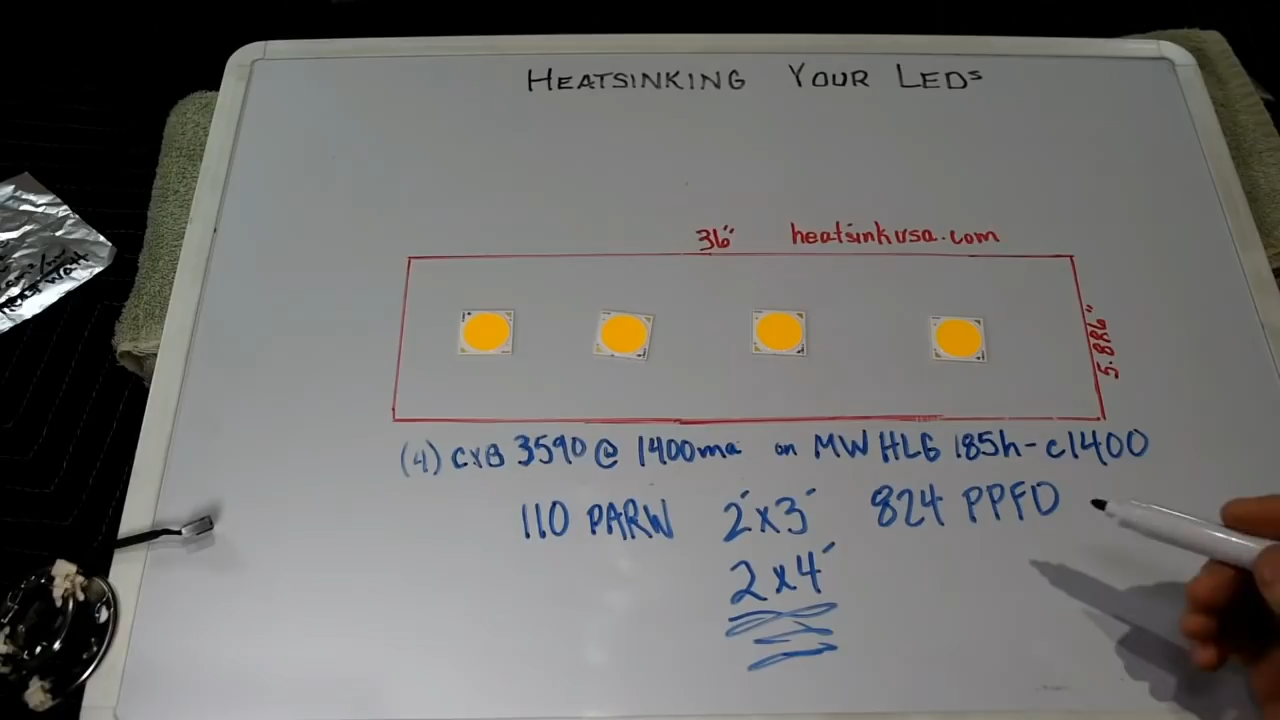 HEATSINKING YOUR LEDS
36" heatsinkusa.com
5.886"
(4) CXB 3590 @ 1400ma on MW HLG 185h-c1400
110 PARW 2'x3' 824 PPFD
2x4'